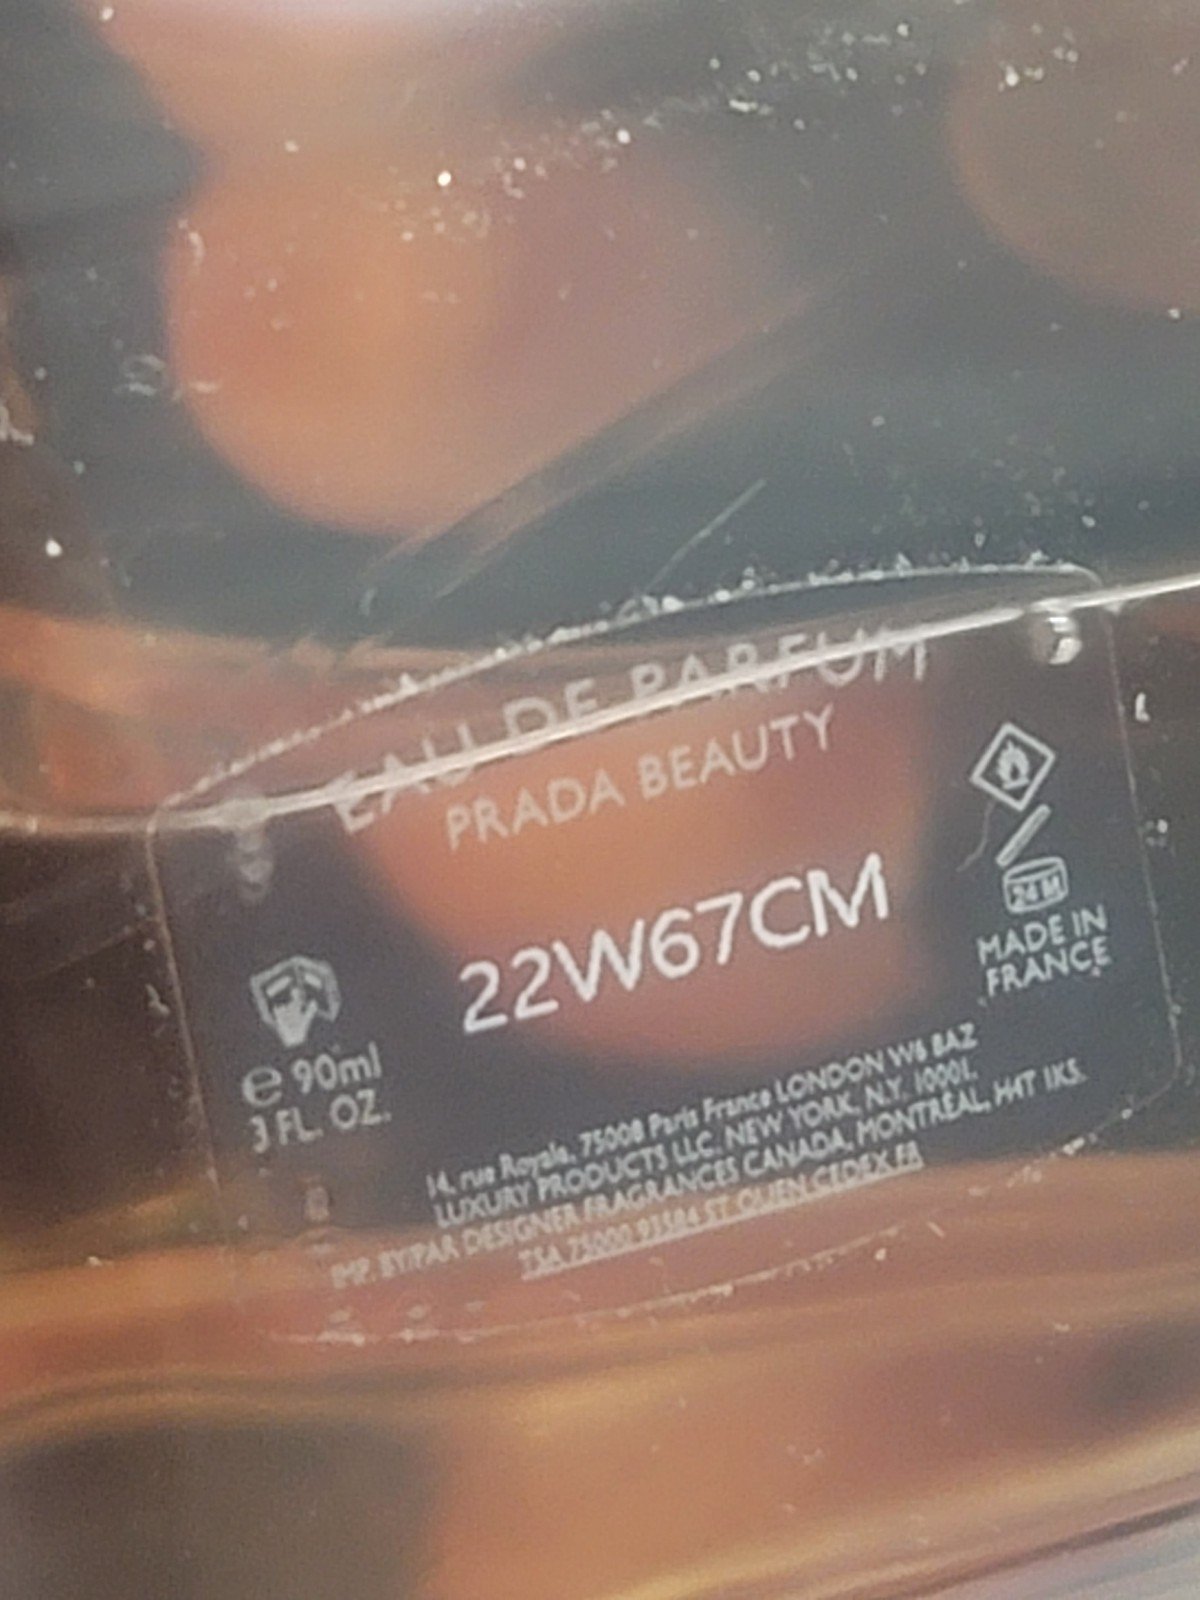 EAU DE PARFUM
PRADA BEAUTY
22W67CM
24 M
MADE IN
FRANCE
e 90ml
3 FL. OZ.
14, rue Royale, 75008 Paris France LONDON W6 8AZ
LUXURY PRODUCTS LLC, NEW YORK, N.Y. 10001.
IMP. BY/PAR DESIGNER FRAGRANCES CANADA, MONTREAL, H4T 1K5.
TSA 75000 93584 ST OUEN CEDEX FR